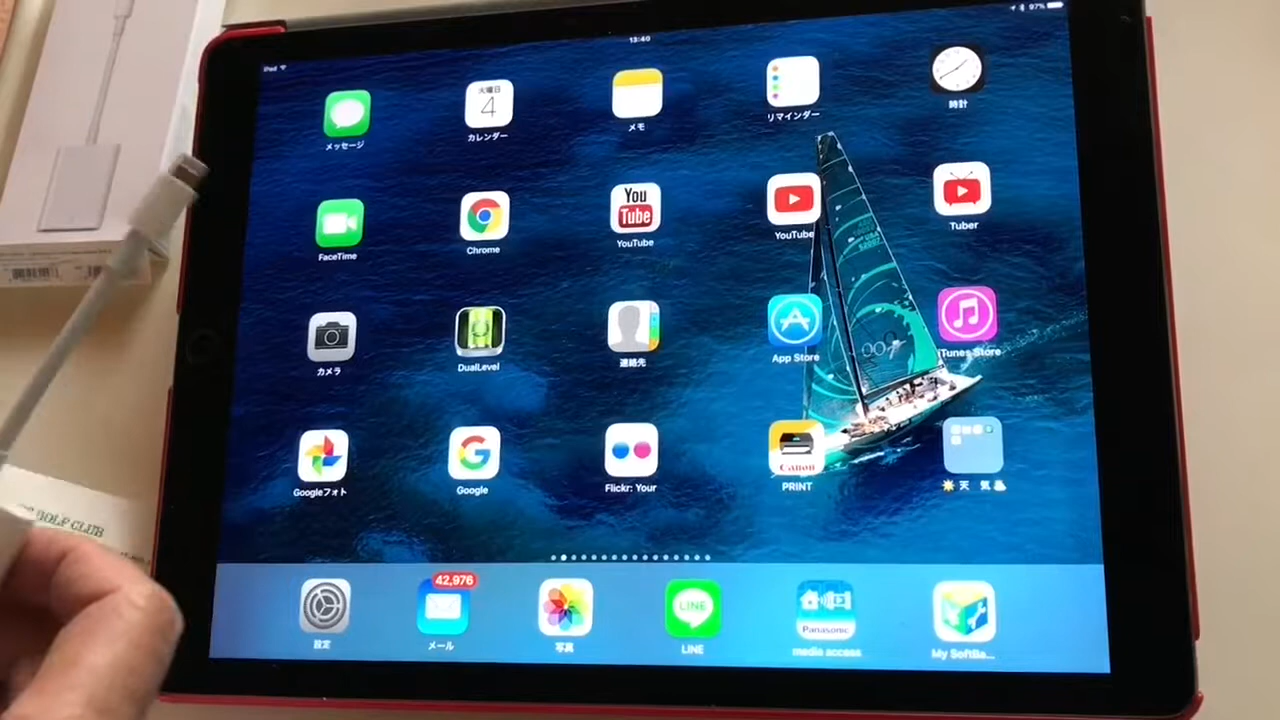 iPad
13:40
97%
メッセージ
火曜日
4
カレンダー
メモ
リマインダー
時計
FaceTime
Chrome
You
Tube
YouTube
YouTube
Tuber
カメラ
DualLevel
連絡先
App Store
iTunes Store
Googleフォト
Google
Flickr: Your
Canon
PRINT
天 気
設定
42,976
メール
写真
LINE
LINE
Panasonic
media access
My SoftBa...
GOLF CLUB
USA
007